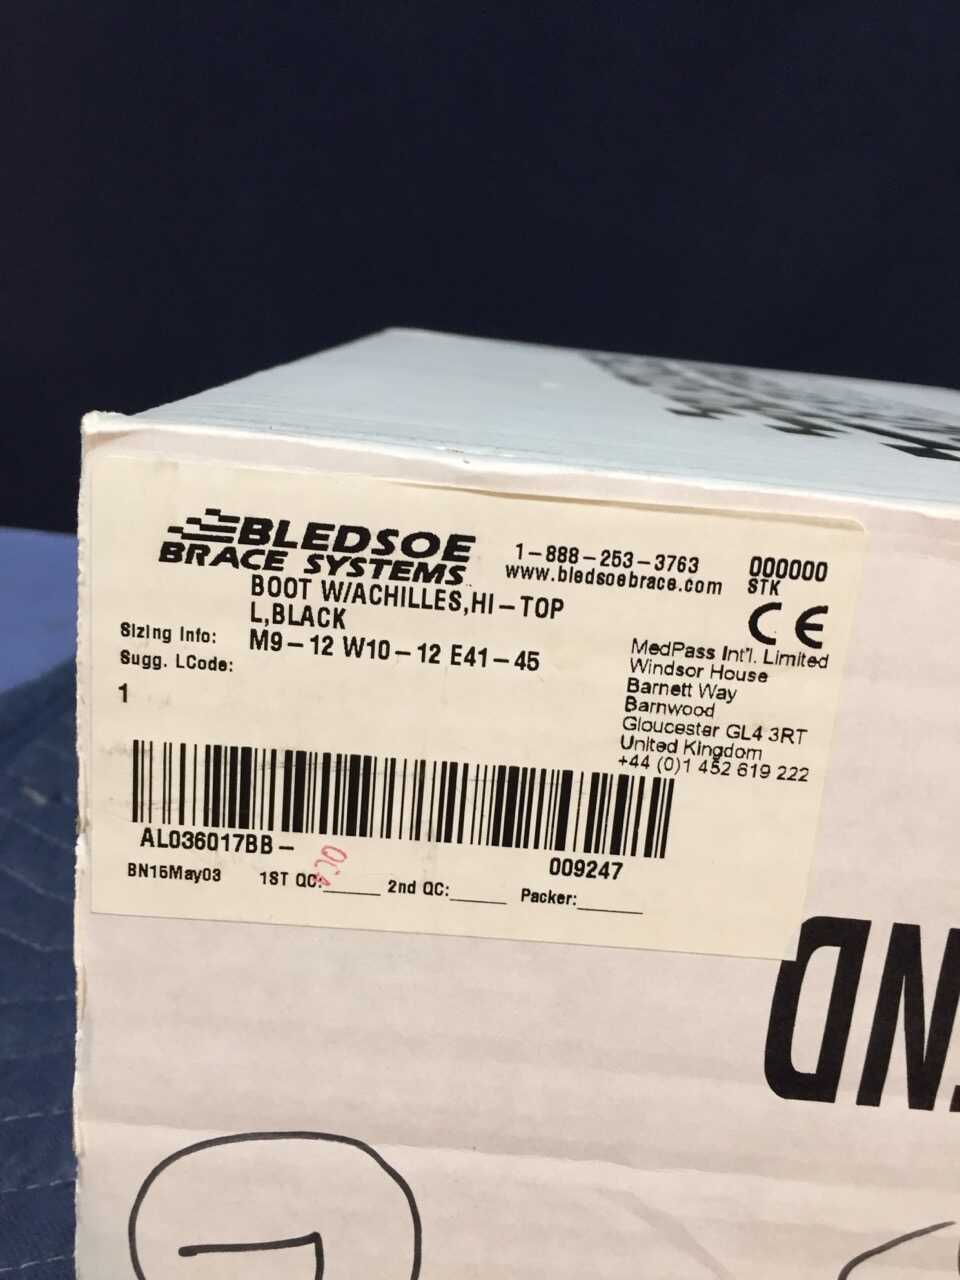 BLEDSOE
BRACE SYSTEMS
1-888-253-3763
www.bledsoebrace.com
000000
STK
CE
BOOT W/ACHILLES,HI-TOP
L,BLACK
Sizing Info: M9-12 W10-12 E41-45
Sugg. LCode:
1
MedPass Int'l. Limited
Windsor House
Barnett Way
Barnwood
Gloucester GL4 3RT
United Kingdom
+44 (0)1 452 619 222
AL036017BB-
009247
BN15May03 1ST QC: 2nd QC: Packer: